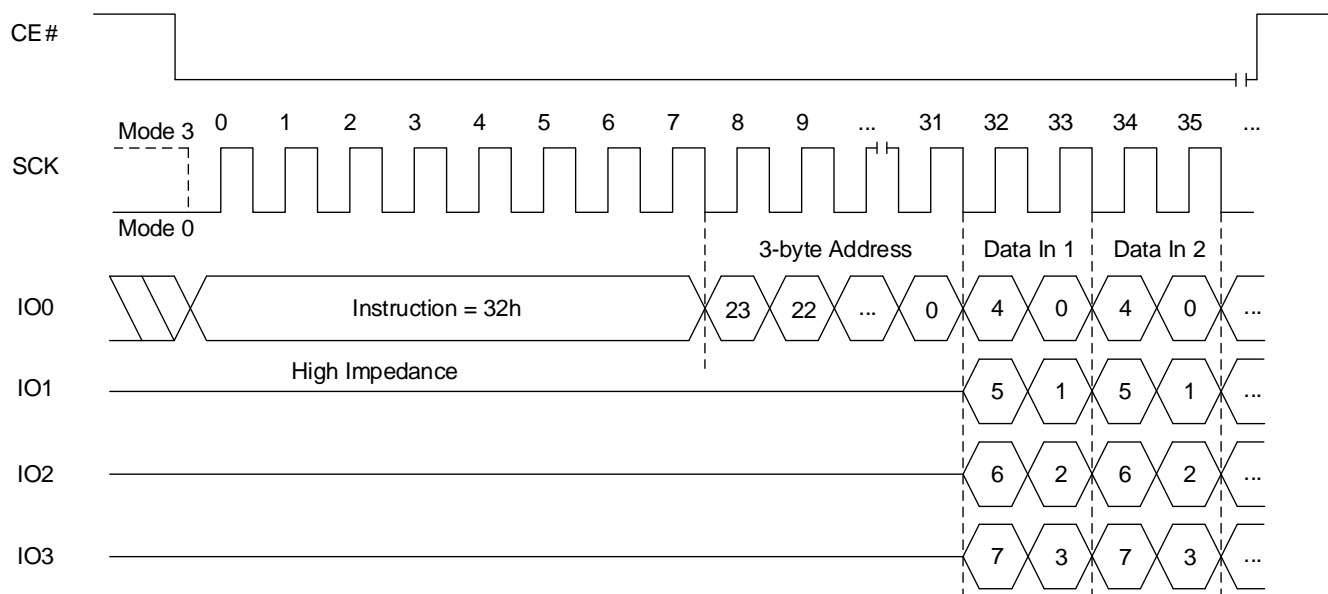 CE#
Mode 3 0 1 2 3 4 5 6 7 8 9 ... 31 32 33 34 35 ...
SCK
Mode 0
3-byte Address Data In 1 Data In 2
IO0 Instruction = 32h 23 22 ... 0 4 0 4 0 ...
High Impedance
IO1 5 1 5 1 ...
IO2 6 2 6 2 ...
IO3 7 3 7 3 ...